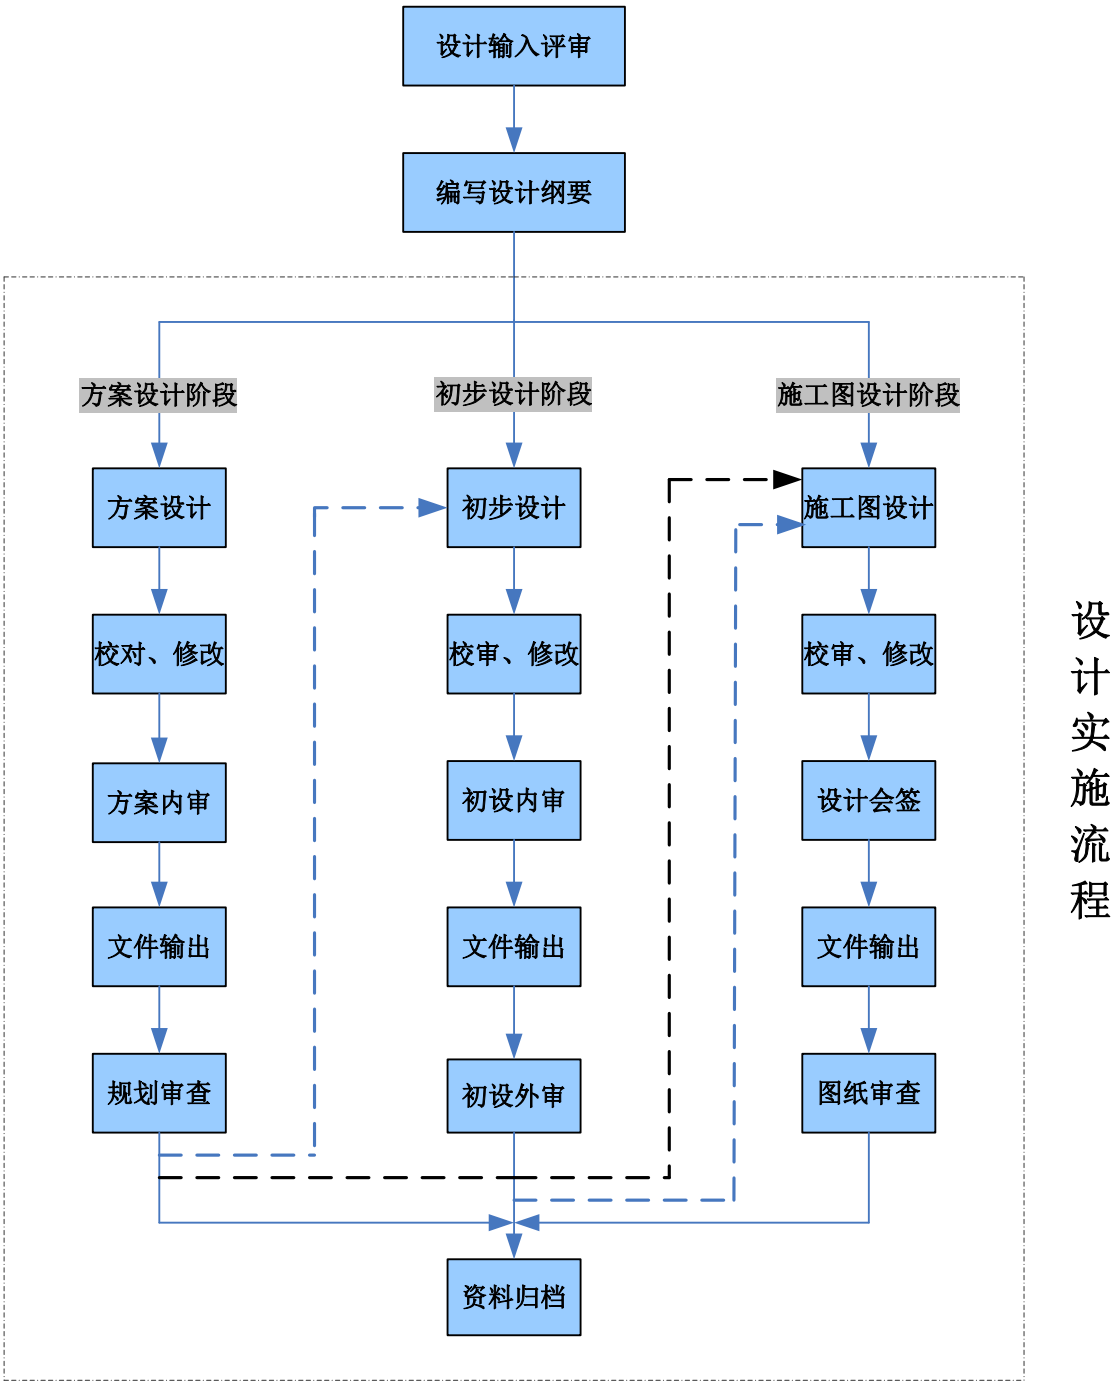 设计输入评审
编写设计纲要
方案设计阶段
初步设计阶段
施工图设计阶段
方案设计
初步设计
施工图设计
校对、修改
校审、修改
校审、修改
方案内审
初设内审
设计会签
文件输出
文件输出
文件输出
规划审查
初设外审
图纸审查
资料归档
设计实施流程